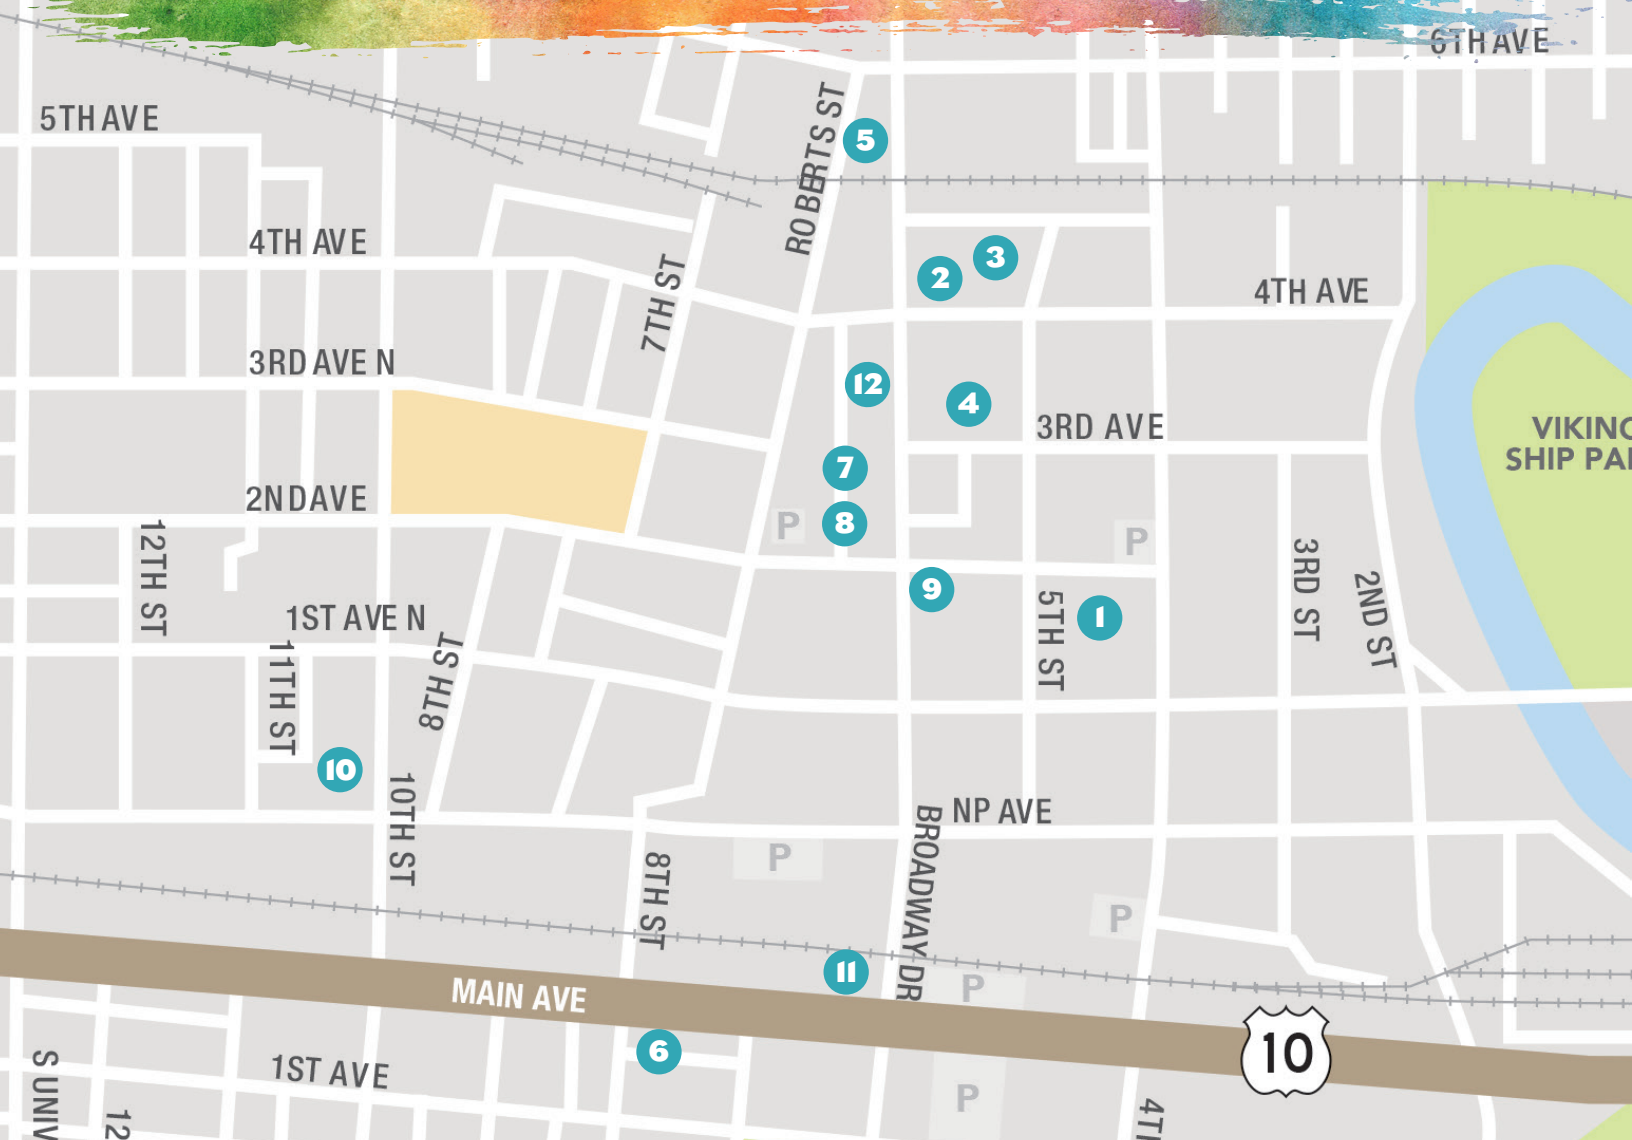 6TH AVE
5TH AVE
ROBERTS ST
5
4TH AVE
7TH ST
2
3
4TH AVE
3RD AVE N
12
4
3RD AVE
VIKING
SHIP PA
7
2ND AVE
P
8
P
12TH ST
9
5TH ST
1
3RD ST
2ND ST
1ST AVE N
11TH ST
8TH ST
10
10TH ST
NP AVE
BROADWAY DR
P
8TH ST
P
11
P
MAIN AVE
10
6
1ST AVE
S UNIV
12
P
4T